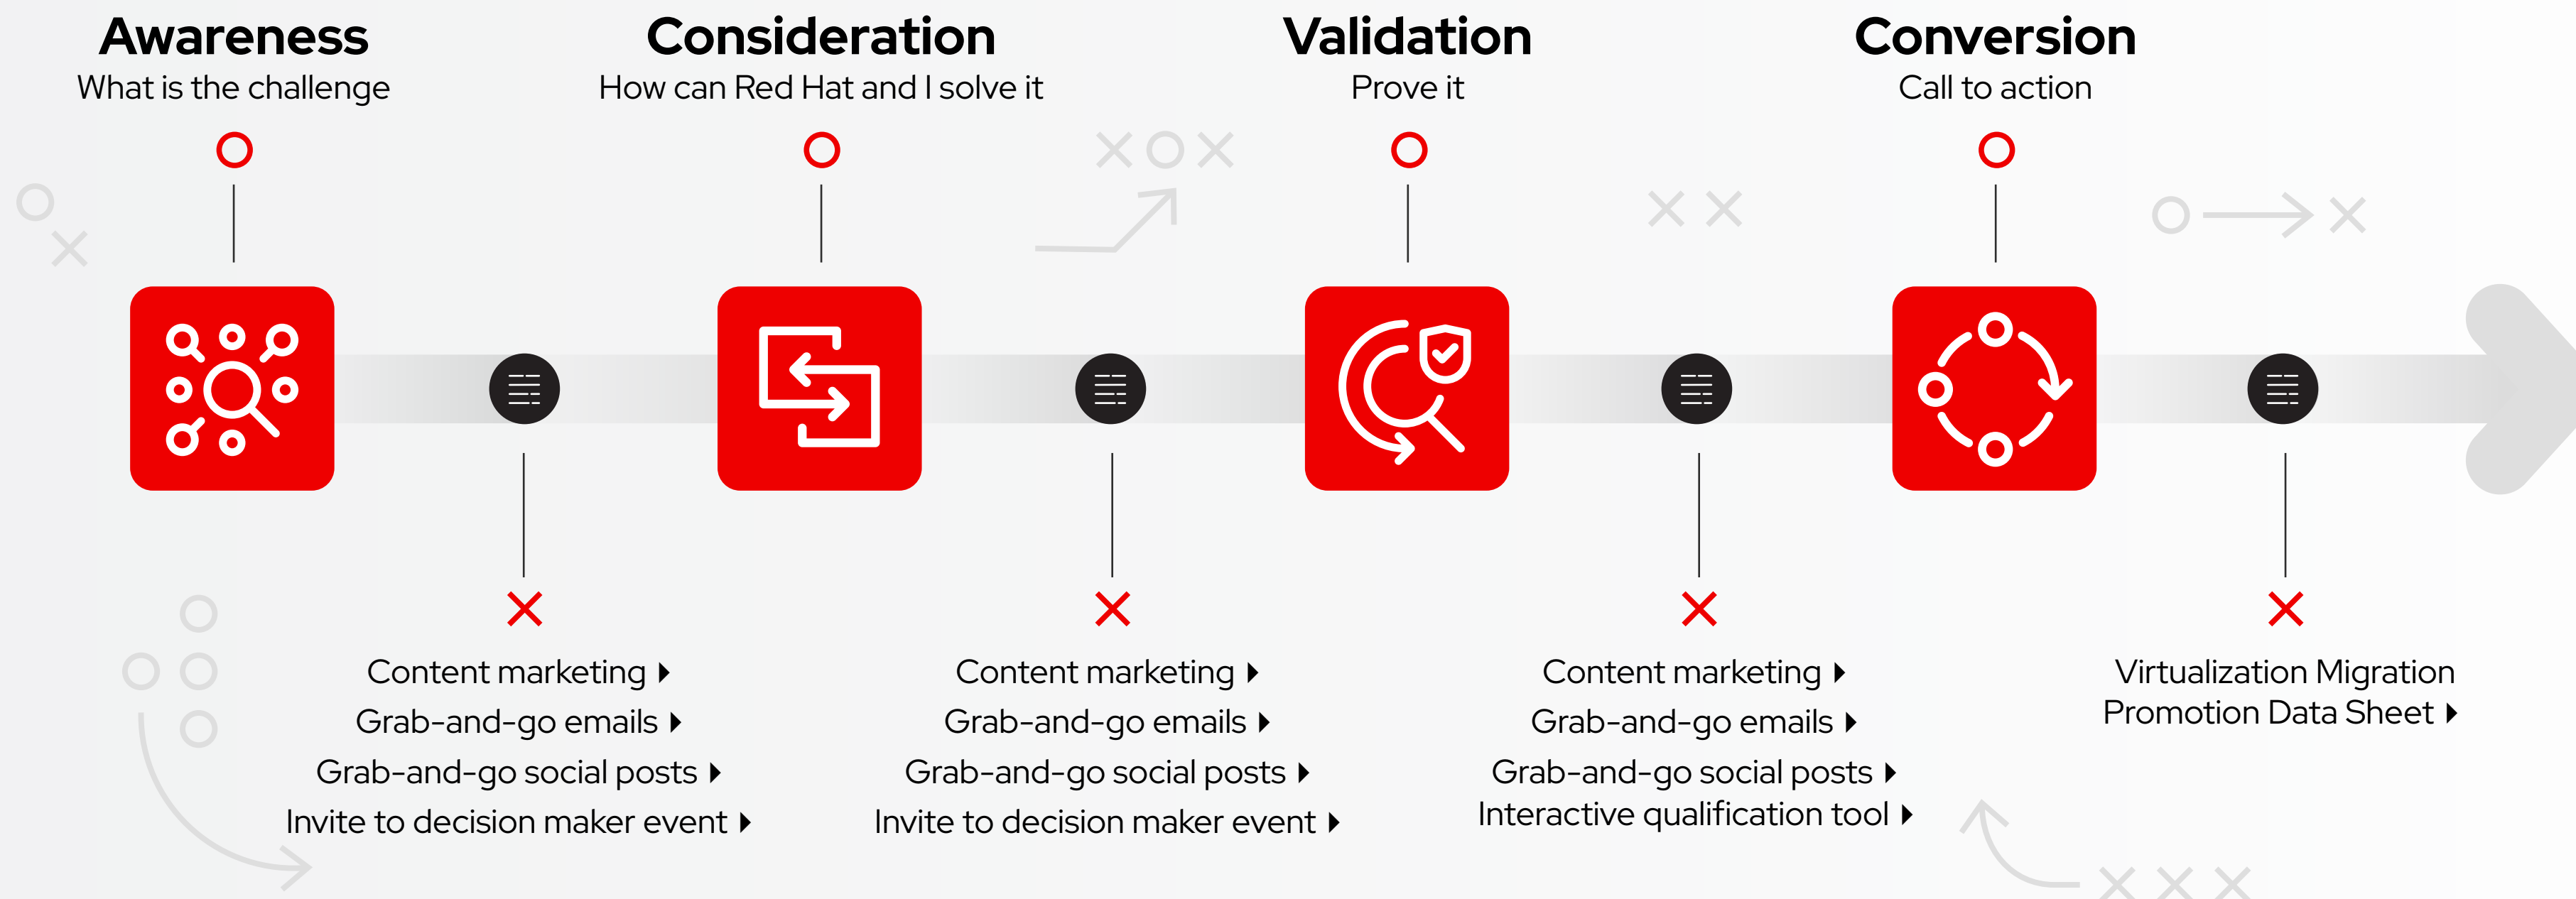 Awareness
What is the challenge
Consideration
How can Red Hat and I solve it
Validation
Prove it
Conversion
Call to action
Content marketing
Grab-and-go emails
Grab-and-go social posts
Invite to decision maker event
Content marketing
Grab-and-go emails
Grab-and-go social posts
Invite to decision maker event
Content marketing
Grab-and-go emails
Grab-and-go social posts
Interactive qualification tool
Virtualization Migration
Promotion Data Sheet